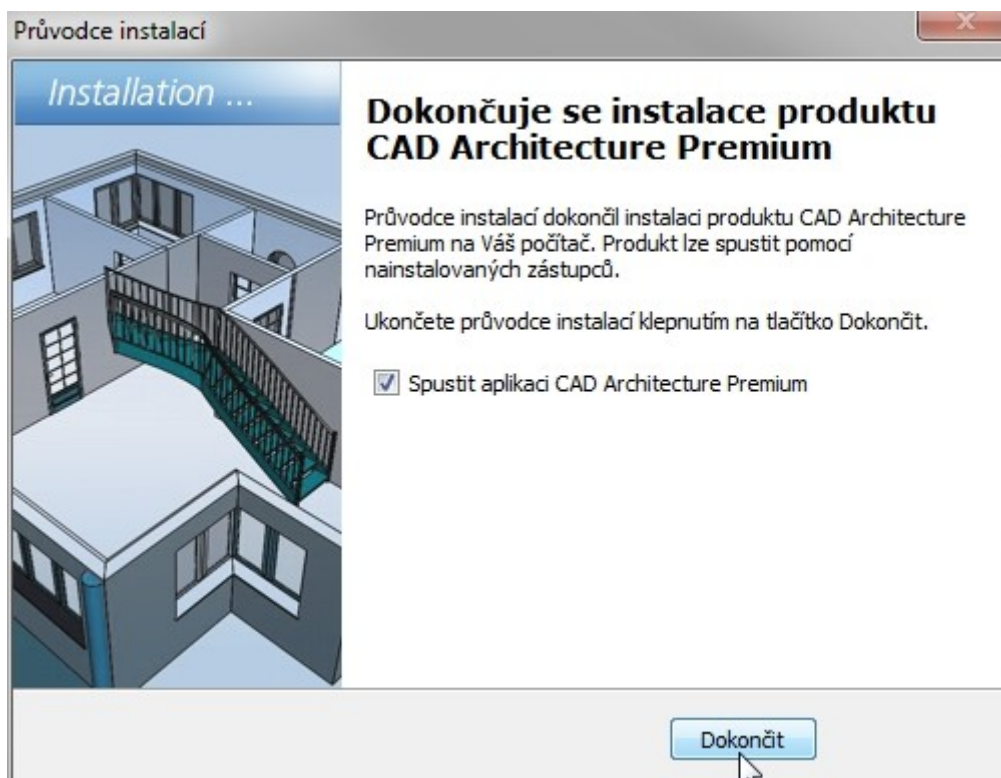 Průvodce instalací
Installation ...
Dokončuje se instalace produktu
CAD Architecture Premium
Průvodce instalací dokončil instalaci produktu CAD Architecture
Premium na Váš počítač. Produkt lze spustit pomocí
nainstalovaných zástupců.
Ukončete průvodce instalací klepnutím na tlačítko Dokončit.
Spustit aplikaci CAD Architecture Premium
Dokončit